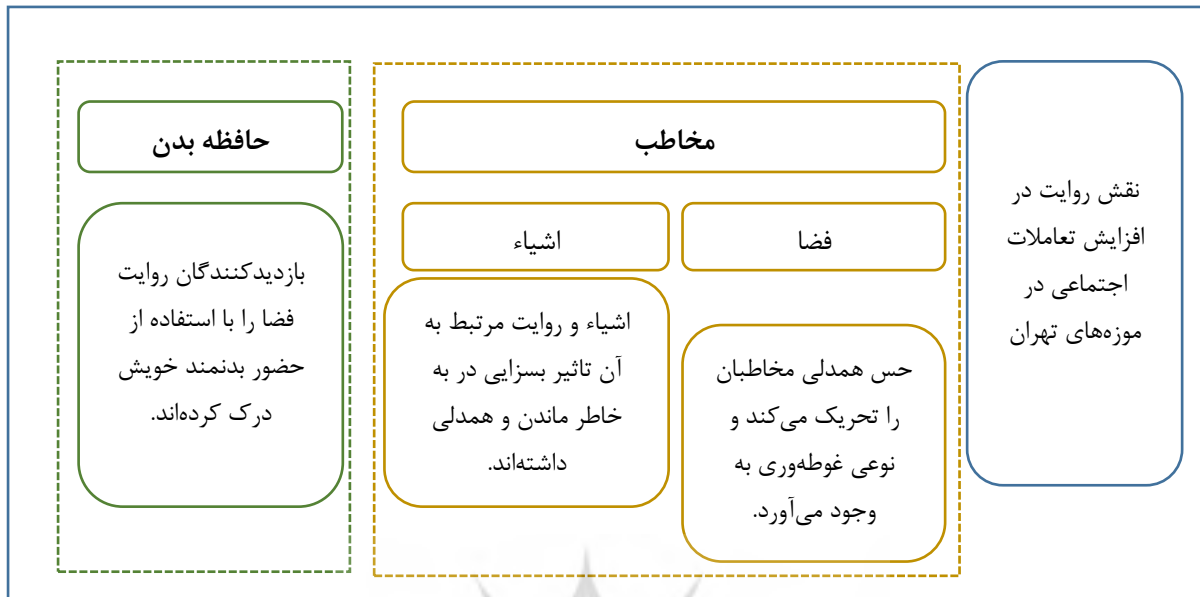 نقش روایت در
افزایش تعاملات
اجتماعی در
موزه‌های تهران
مخاطب
فضا
حس همدلی مخاطبان
را تحریک می‌کند و
نوعی غوطه‌وری به
وجود می‌آورد.
اشیاء
اشیاء و روایت مرتبط به
آن تاثیر بسزایی در به
خاطر ماندن و همدلی
داشته‌اند.
حافظه بدن
بازدیدکنندگان روایت
فضا را با استفاده از
حضور بدنمند خویش
درک کرده‌اند.